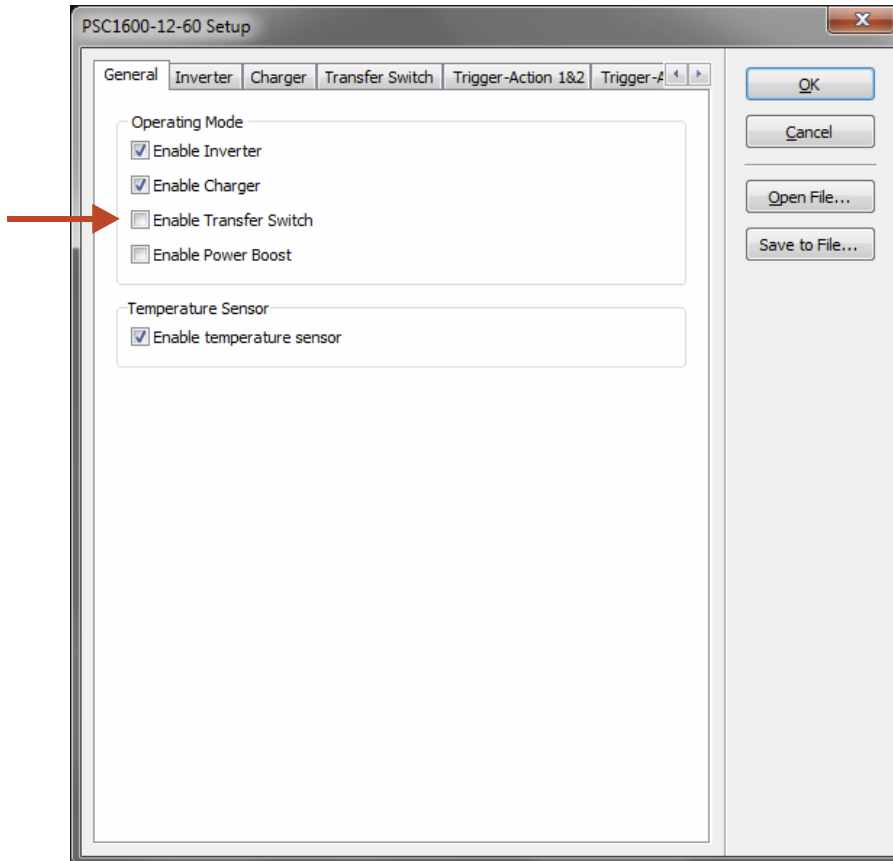 PSC1600-12-60 Setup
General Inverter Charger Transfer Switch Trigger-Action 1&2 Trigger-A
Operating Mode
Enable Inverter
Enable Charger
Enable Transfer Switch
Enable Power Boost
Temperature Sensor
Enable temperature sensor
OK
Cancel
Open File...
Save to File...